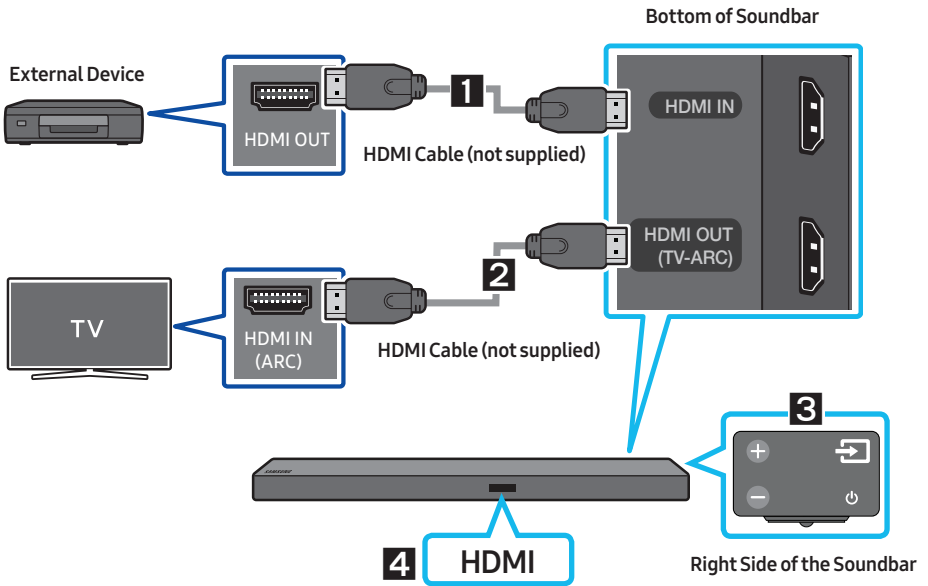 Bottom of Soundbar
External Device
HDMI OUT
1
HDMI Cable (not supplied)
HDMI IN
HDMI OUT
(TV-ARC)
TV
HDMI IN
(ARC)
2
HDMI Cable (not supplied)
3
SAMSUNG
+
-
4
HDMI
Right Side of the Soundbar